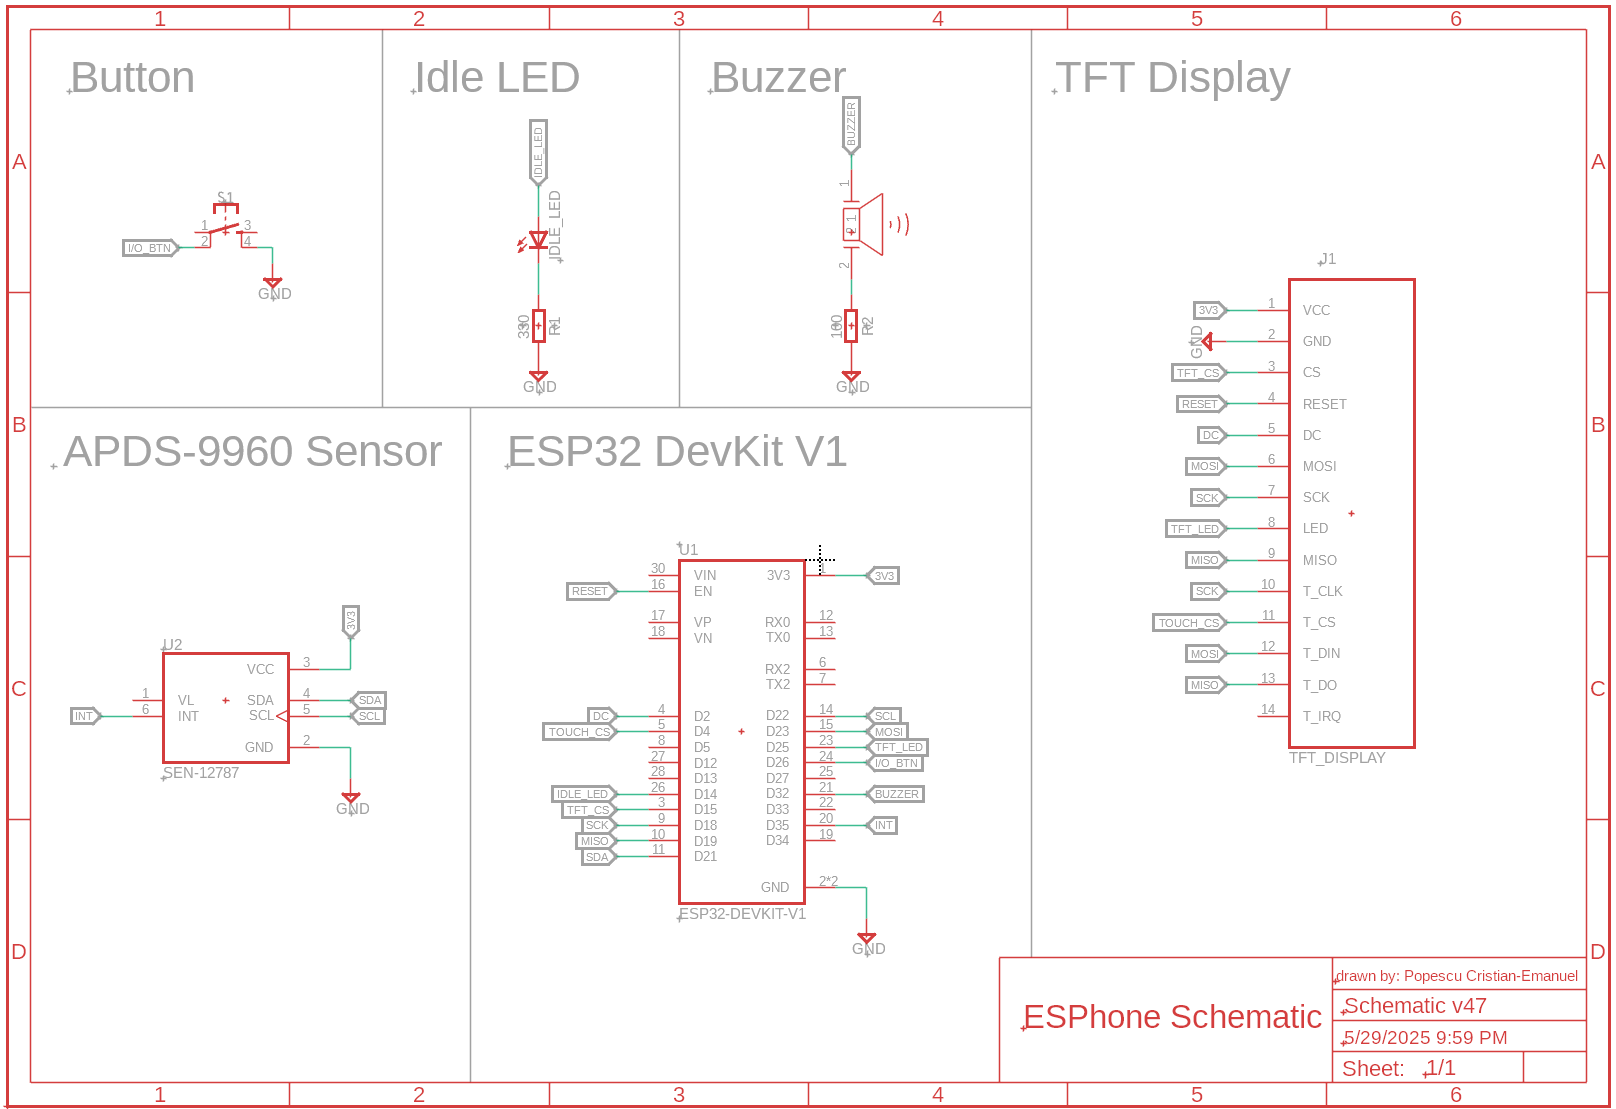 1 2 3 4 5 6
A A
B B
C C
D D
Button
S1
1 3
2 4
I/O_BTN
GND
Idle LED
IDLE_LED
IDLE_LED
330
R1
GND
Buzzer
BUZZER
1
2 1
2
100
R2
GND
TFT Display
J1
3V3 1 VCC
GND 2 GND
TFT_CS 3 CS
RESET 4 RESET
DC 5 DC
MOSI 6 MOSI
SCK 7 SCK
TFT_LED 8 LED
MISO 9 MISO
SCK 10 T_CLK
TOUCH_CS 11 T_CS
MOSI 12 T_DIN
MISO 13 T_DO
14 T_IRQ
TFT_DISPLAY
APDS-9960 Sensor
3V3
U2
VCC 3
1 VL SDA 4 SDA
INT 6 INT SCL 5 SCL
GND 2
SEN-12787
GND
ESP32 DevKit V1
U1
30 VIN 3V3 1 3V3
RESET 16 EN
17 VP RX0 12
18 VN TX0 13
RX2 6
TX2 7
DC 4 D2 D22 14 SCL
TOUCH_CS 5 D4 D23 15 MOSI
8 D5 D25 23 TFT_LED
27 D12 D26 24 I/O_BTN
28 D13 D27 25
IDLE_LED 26 D14 D32 21 BUZZER
TFT_CS 3 D15 D33 22
SCK 9 D18 D35 20 INT
MISO 10 D19 D34 19
SDA 11 D21
GND 2*2
ESP32-DEVKIT-V1
GND
ESPhone Schematic
drawn by: Popescu Cristian-Emanuel
Schematic v47
5/29/2025 9:59 PM
Sheet: 1/1
1 2 3 4 5 6